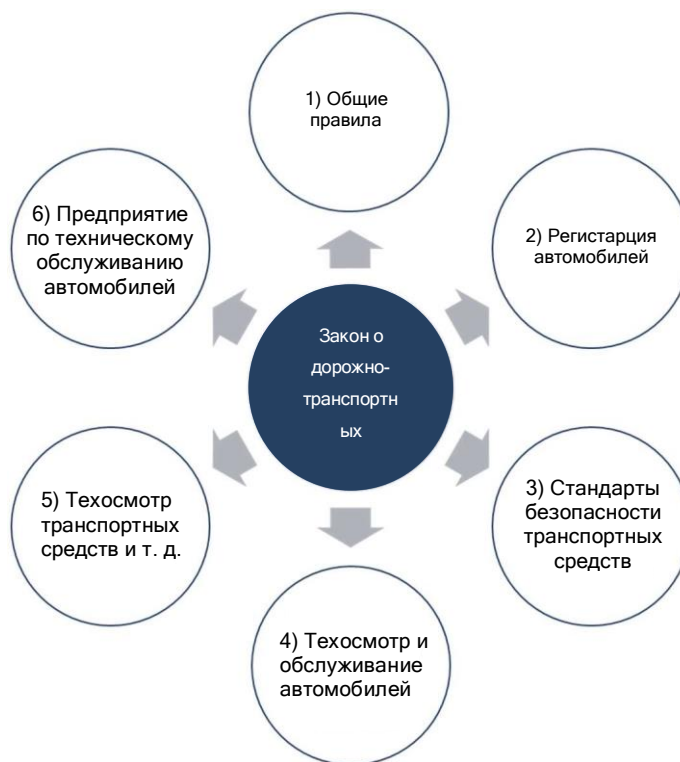 1) Общие
правила
2) Регистарция
автомобилей
3) Стандарты
безопасности
транспортных
средств
4) Техосмотр и
обслуживание
автомобилей
5) Техосмотр
транспортных
средств и т. д.
6) Предприятие
по техническому
обслуживанию
автомобилей
Закон о
дорожно-
транспортн
ых